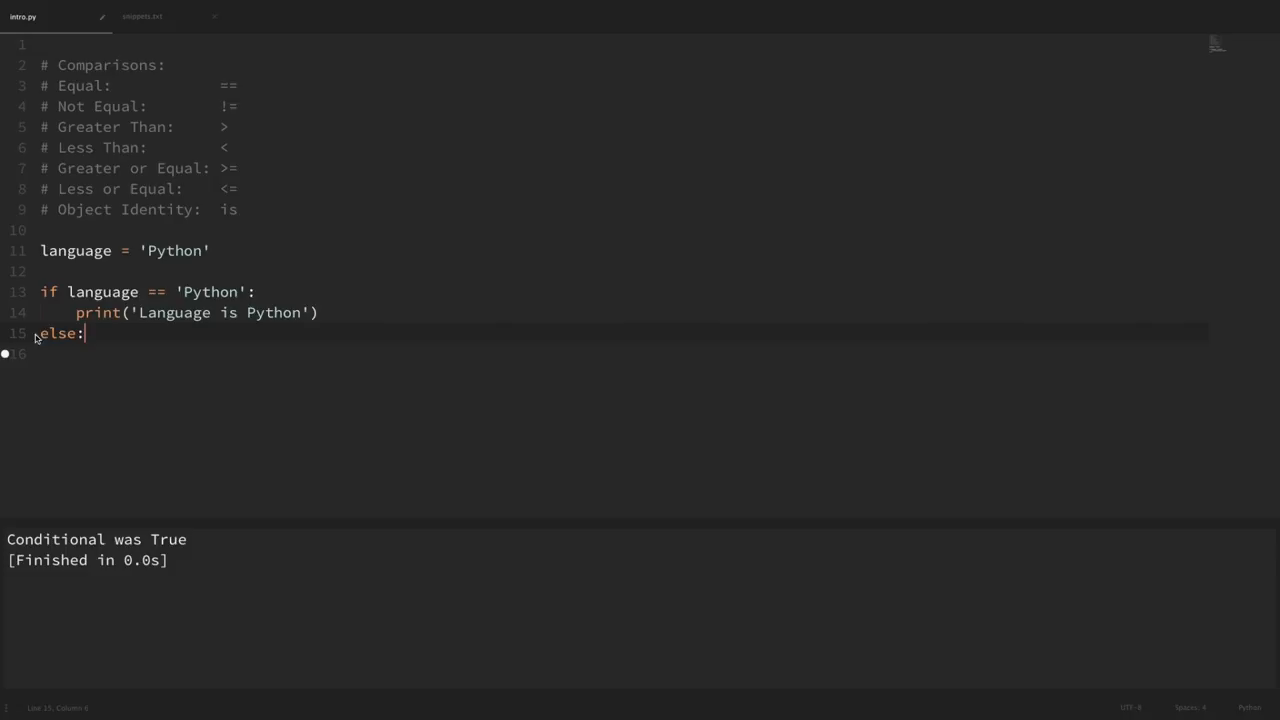 intro.py
snippets.txt
1
2 # Comparisons:
3 # Equal: ==
4 # Not Equal: !=
5 # Greater Than: >
6 # Less Than: <
7 # Greater or Equal: >=
8 # Less or Equal: <=
9 # Object Identity: is
10
11 language = 'Python'
12
13 if language == 'Python':
14 print('Language is Python')
15 else:
16
Conditional was True
[Finished in 0.0s]
Line 15, Column 6
UTF-8
Spaces: 4
Python